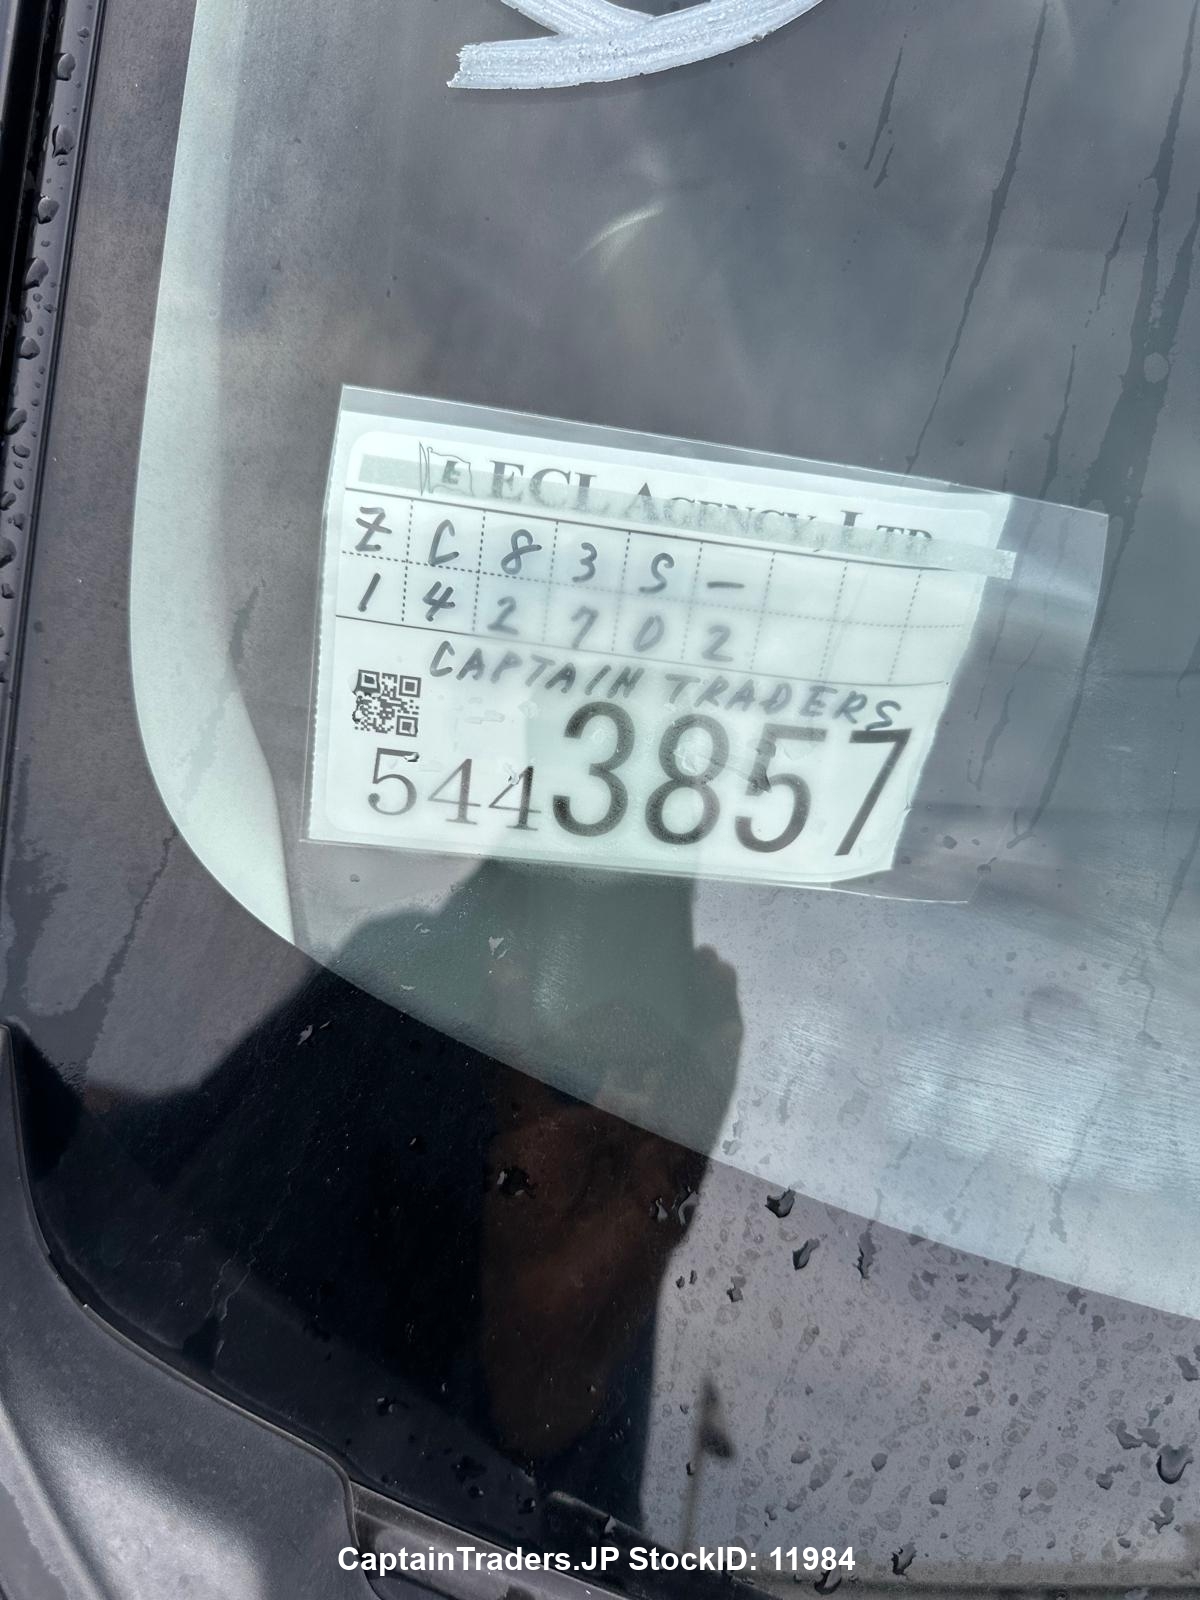 E ECL AGENCY, LTD.
ZC83S-
142702
CAPTAIN TRADERS
5443857
CaptainTraders.JP StockID: 11984